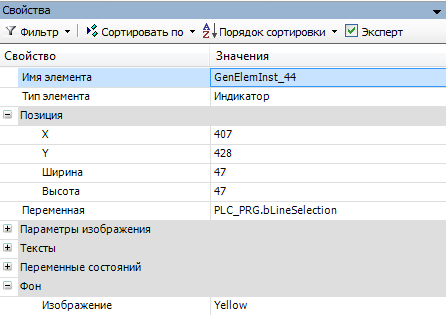 Свойства
Фильтр Сортировать по Порядок сортировки Эксперт
Свойство Значения
Имя элемента GenElemInst_44
Тип элемента Индикатор
Позиция
X 407
Y 428
Ширина 47
Высота 47
Переменная PLC_PRG.bLineSelection
Параметры изображения
Тексты
Переменные состояний
Фон
Изображение Yellow